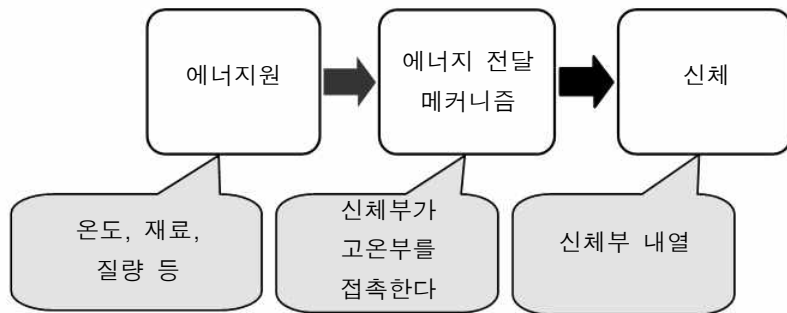 에너지원
에너지 전달
메커니즘
신체
온도, 재료,
질량 등
신체부가
고온부를
접촉한다
신체부 내열